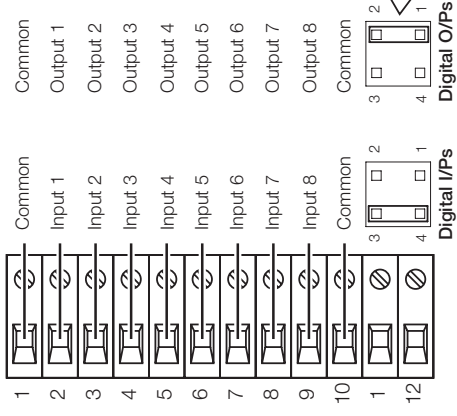 1 Common Common
2 Input 1 Output 1
3 Input 2 Output 2
4 Input 3 Output 3
5 Input 4 Output 4
6 Input 5 Output 5
7 Input 6 Output 6
8 Input 7 Output 7
9 Input 8 Output 8
10 Common Common
1
12
3 2
4 1
Digital I/Ps
3 2
4 1
Digital O/Ps